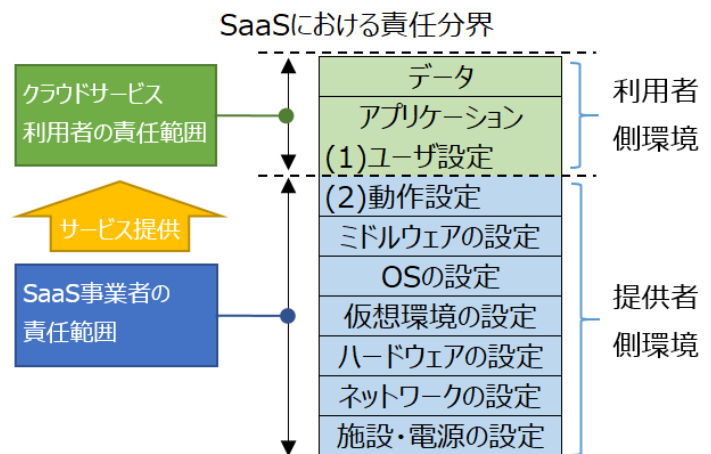 SaaSにおける責任分界
クラウドサービス
利用者の責任範囲
サービス提供
SaaS事業者の
責任範囲
データ
アプリケーション
(1)ユーザ設定
(2)動作設定
ミドルウェアの設定
OSの設定
仮想環境の設定
ハードウェアの設定
ネットワークの設定
施設・電源の設定
利用者
側環境
提供者
側環境